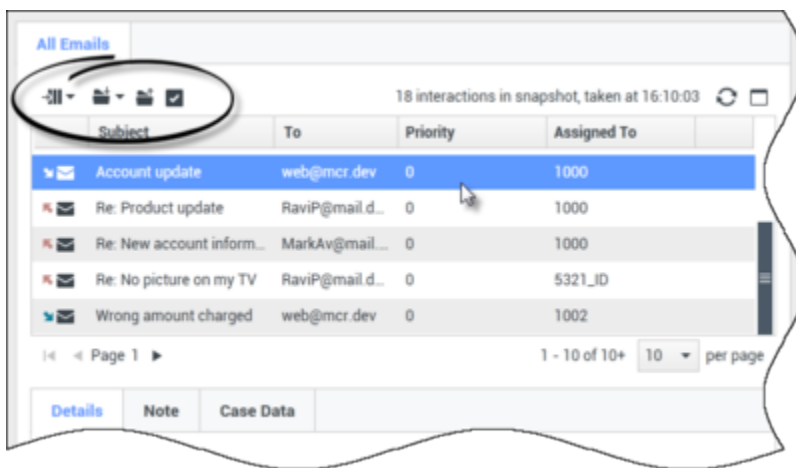 All Emails
18 interactions in snapshot, taken at 16:10:03
Subject To Priority Assigned To
Account update web@mcr.dev 0 1000
Re: Product update RaviP@mail.d... 0 1000
Re: New account inform... MarkAv@mail.... 0 1000
Re: No picture on my TV RaviP@mail.d... 0 5321_ID
Wrong amount charged web@mcr.dev 0 1002
Page 1 1 - 10 of 10+ 10 per page
Details Note Case Data